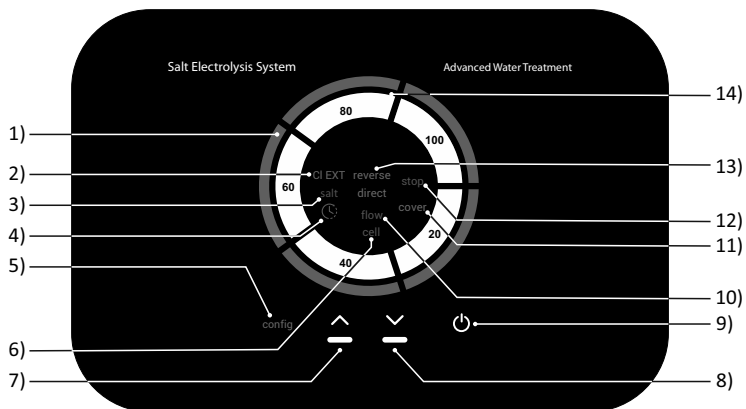 Salt Electrolysis System
Advanced Water Treatment
1)
2)
3)
4)
5)
6)
7)
80
100
60
20
40
Cl EXT
reverse
stop
salt
direct
flow
cover
cell
config
14)
13)
12)
11)
10)
9)
8)